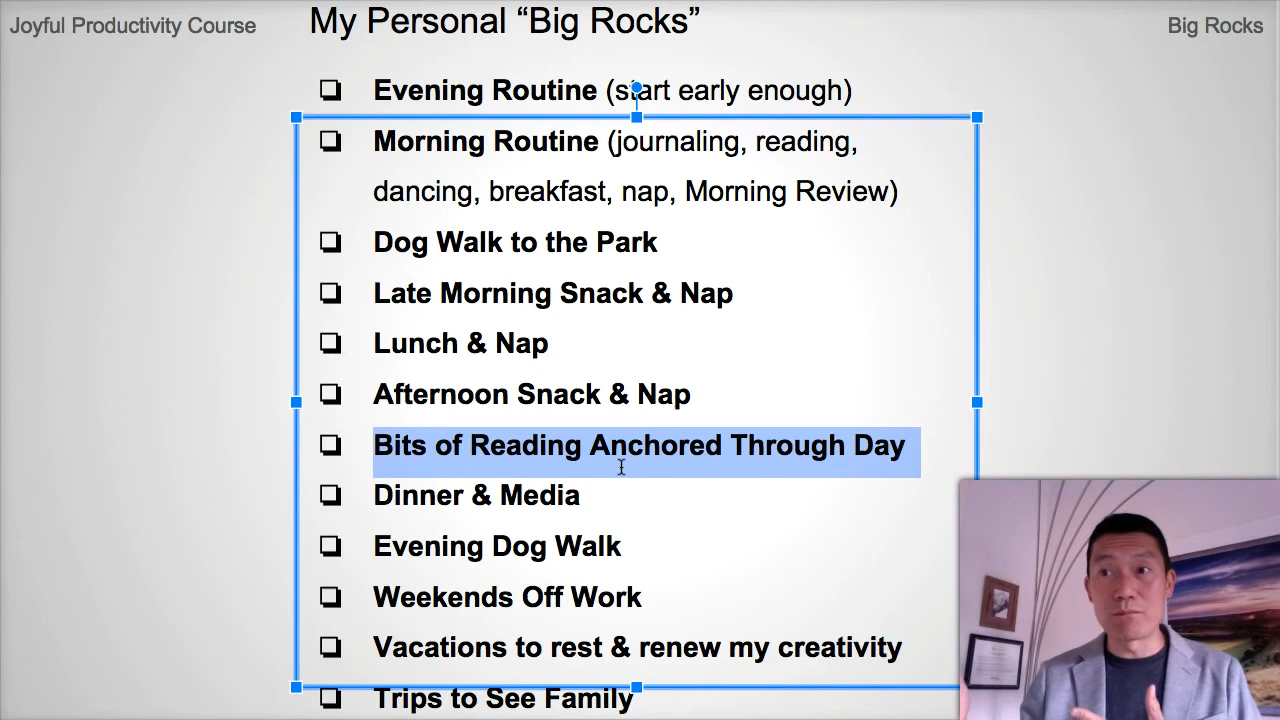 Joyful Productivity Course
My Personal “Big Rocks”
Big Rocks
Evening Routine (start early enough)
Morning Routine (journaling, reading,
dancing, breakfast, nap, Morning Review)
Dog Walk to the Park
Late Morning Snack & Nap
Lunch & Nap
Afternoon Snack & Nap
Bits of Reading Anchored Through Day
Dinner & Media
Evening Dog Walk
Weekends Off Work
Vacations to rest & renew my creativity
Trips to See Family